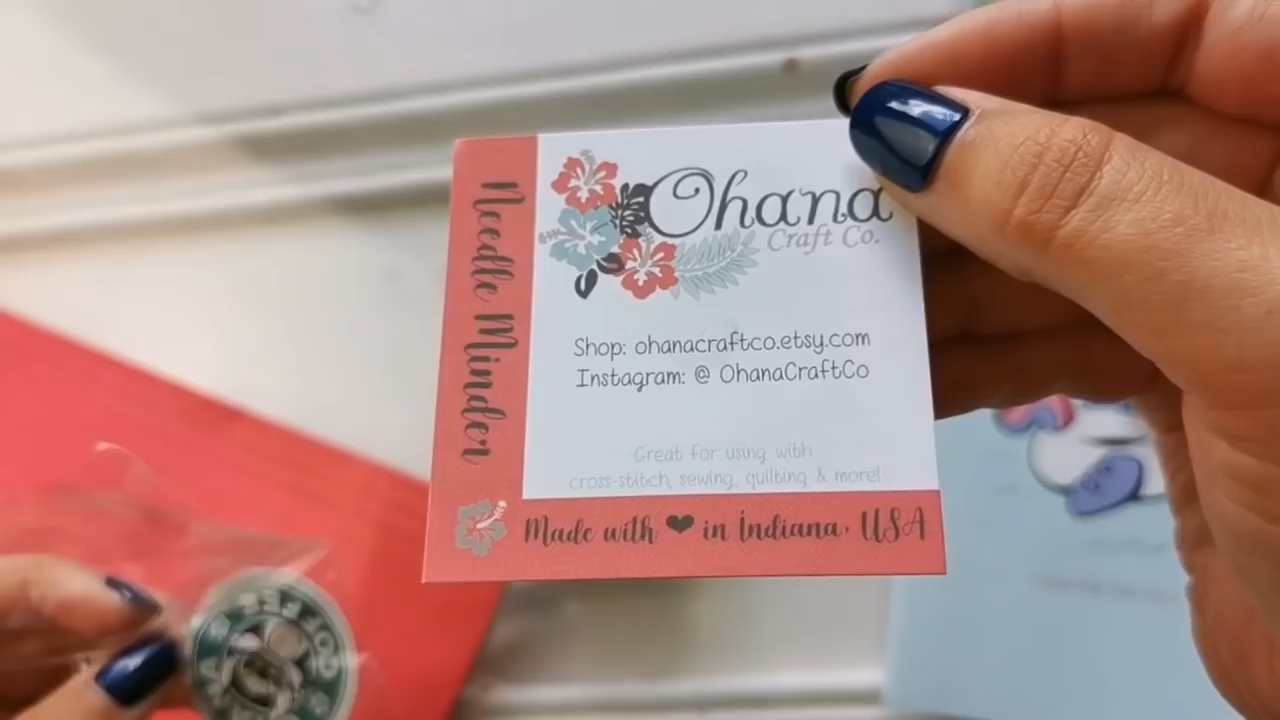 Needle Minder
Ohana
Craft Co.
Shop: ohanacraftco.etsy.com
Instagram: @ OhanaCraftCo
Great for using with
cross-stitch, sewing, quilting & more!
Made with ❤ in Indiana, USA
COFFEE